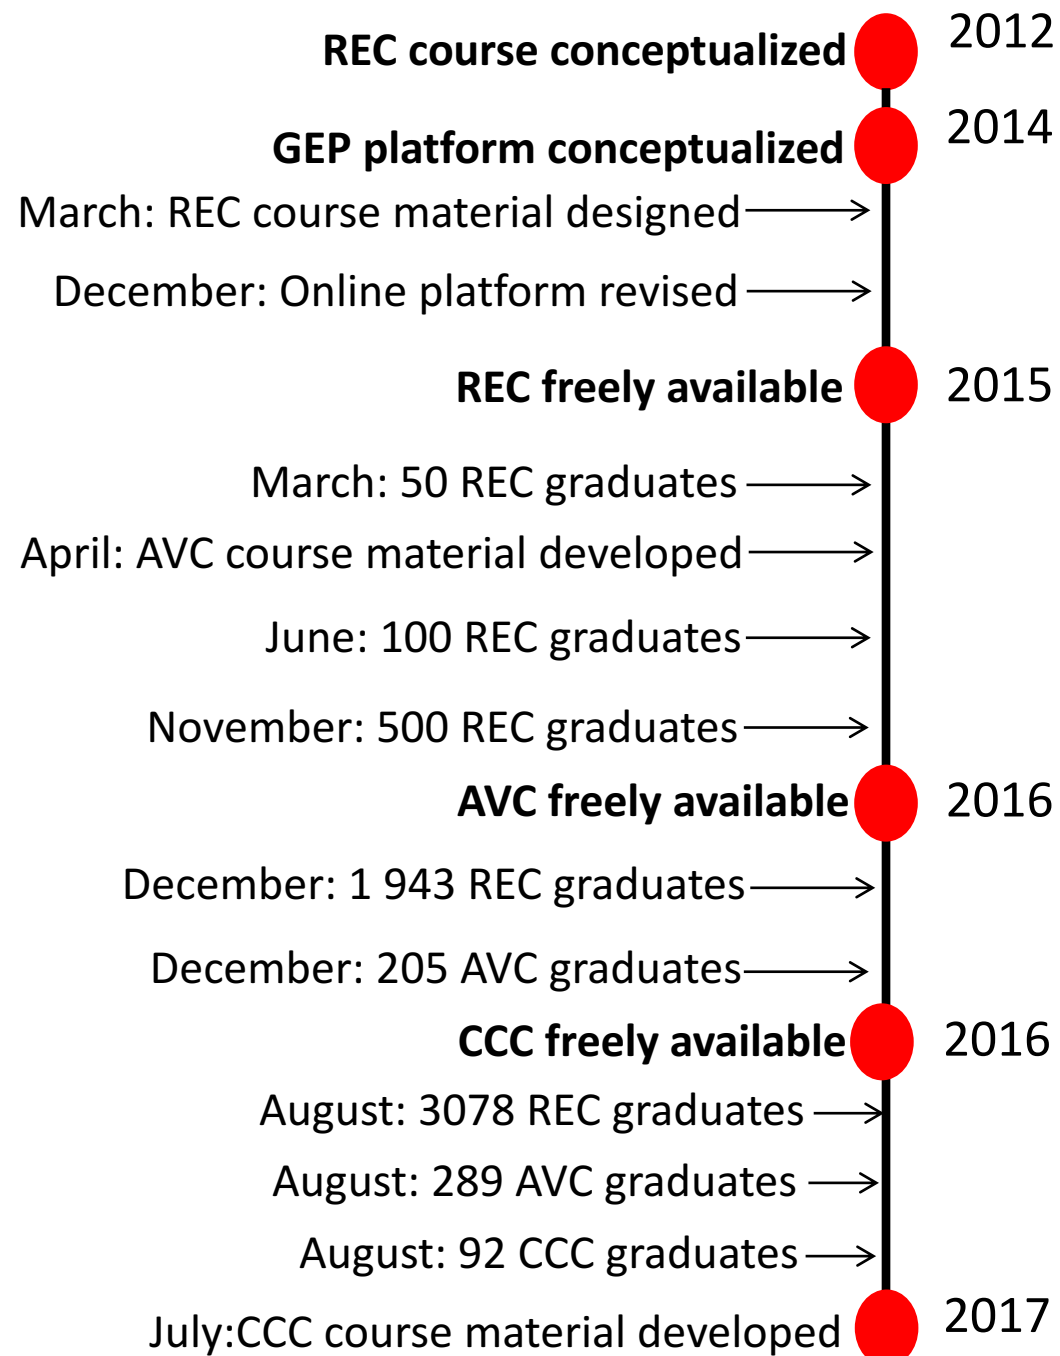 REC course conceptualized 2012
GEP platform conceptualized 2014
March: REC course material designed
December: Online platform revised
REC freely available 2015
March: 50 REC graduates
April: AVC course material developed
June: 100 REC graduates
November: 500 REC graduates
AVC freely available 2016
December: 1 943 REC graduates
December: 205 AVC graduates
CCC freely available 2016
August: 3078 REC graduates
August: 289 AVC graduates
August: 92 CCC graduates
July:CCC course material developed 2017